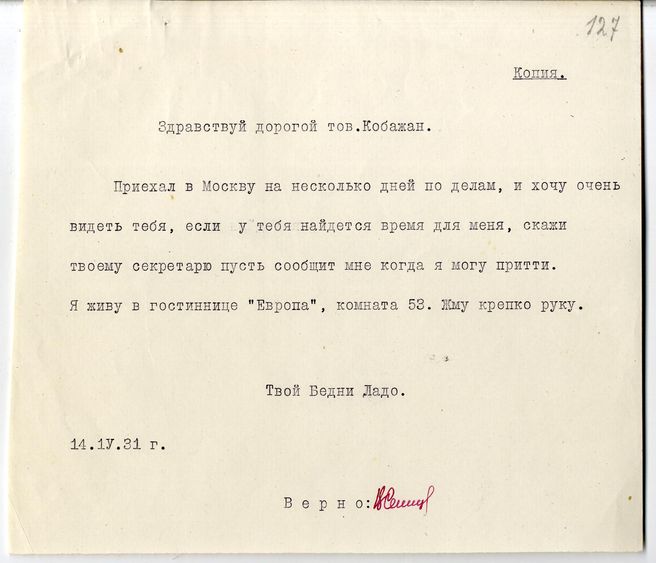 127
Копия.
Здравствуй дорогой тов.Кобажан.
Приехал в Москву на несколько дней по делам, и хочу очень
видеть тебя, если у тебя найдется время для меня, скажи
твоему секретарю пусть сообщит мне когда я могу притти.
Я живу в гостиннице "Европа", комната 53. Жму крепко руку.
Твой Бедни Ладо.
14.1У.31 г.
В е р н о: